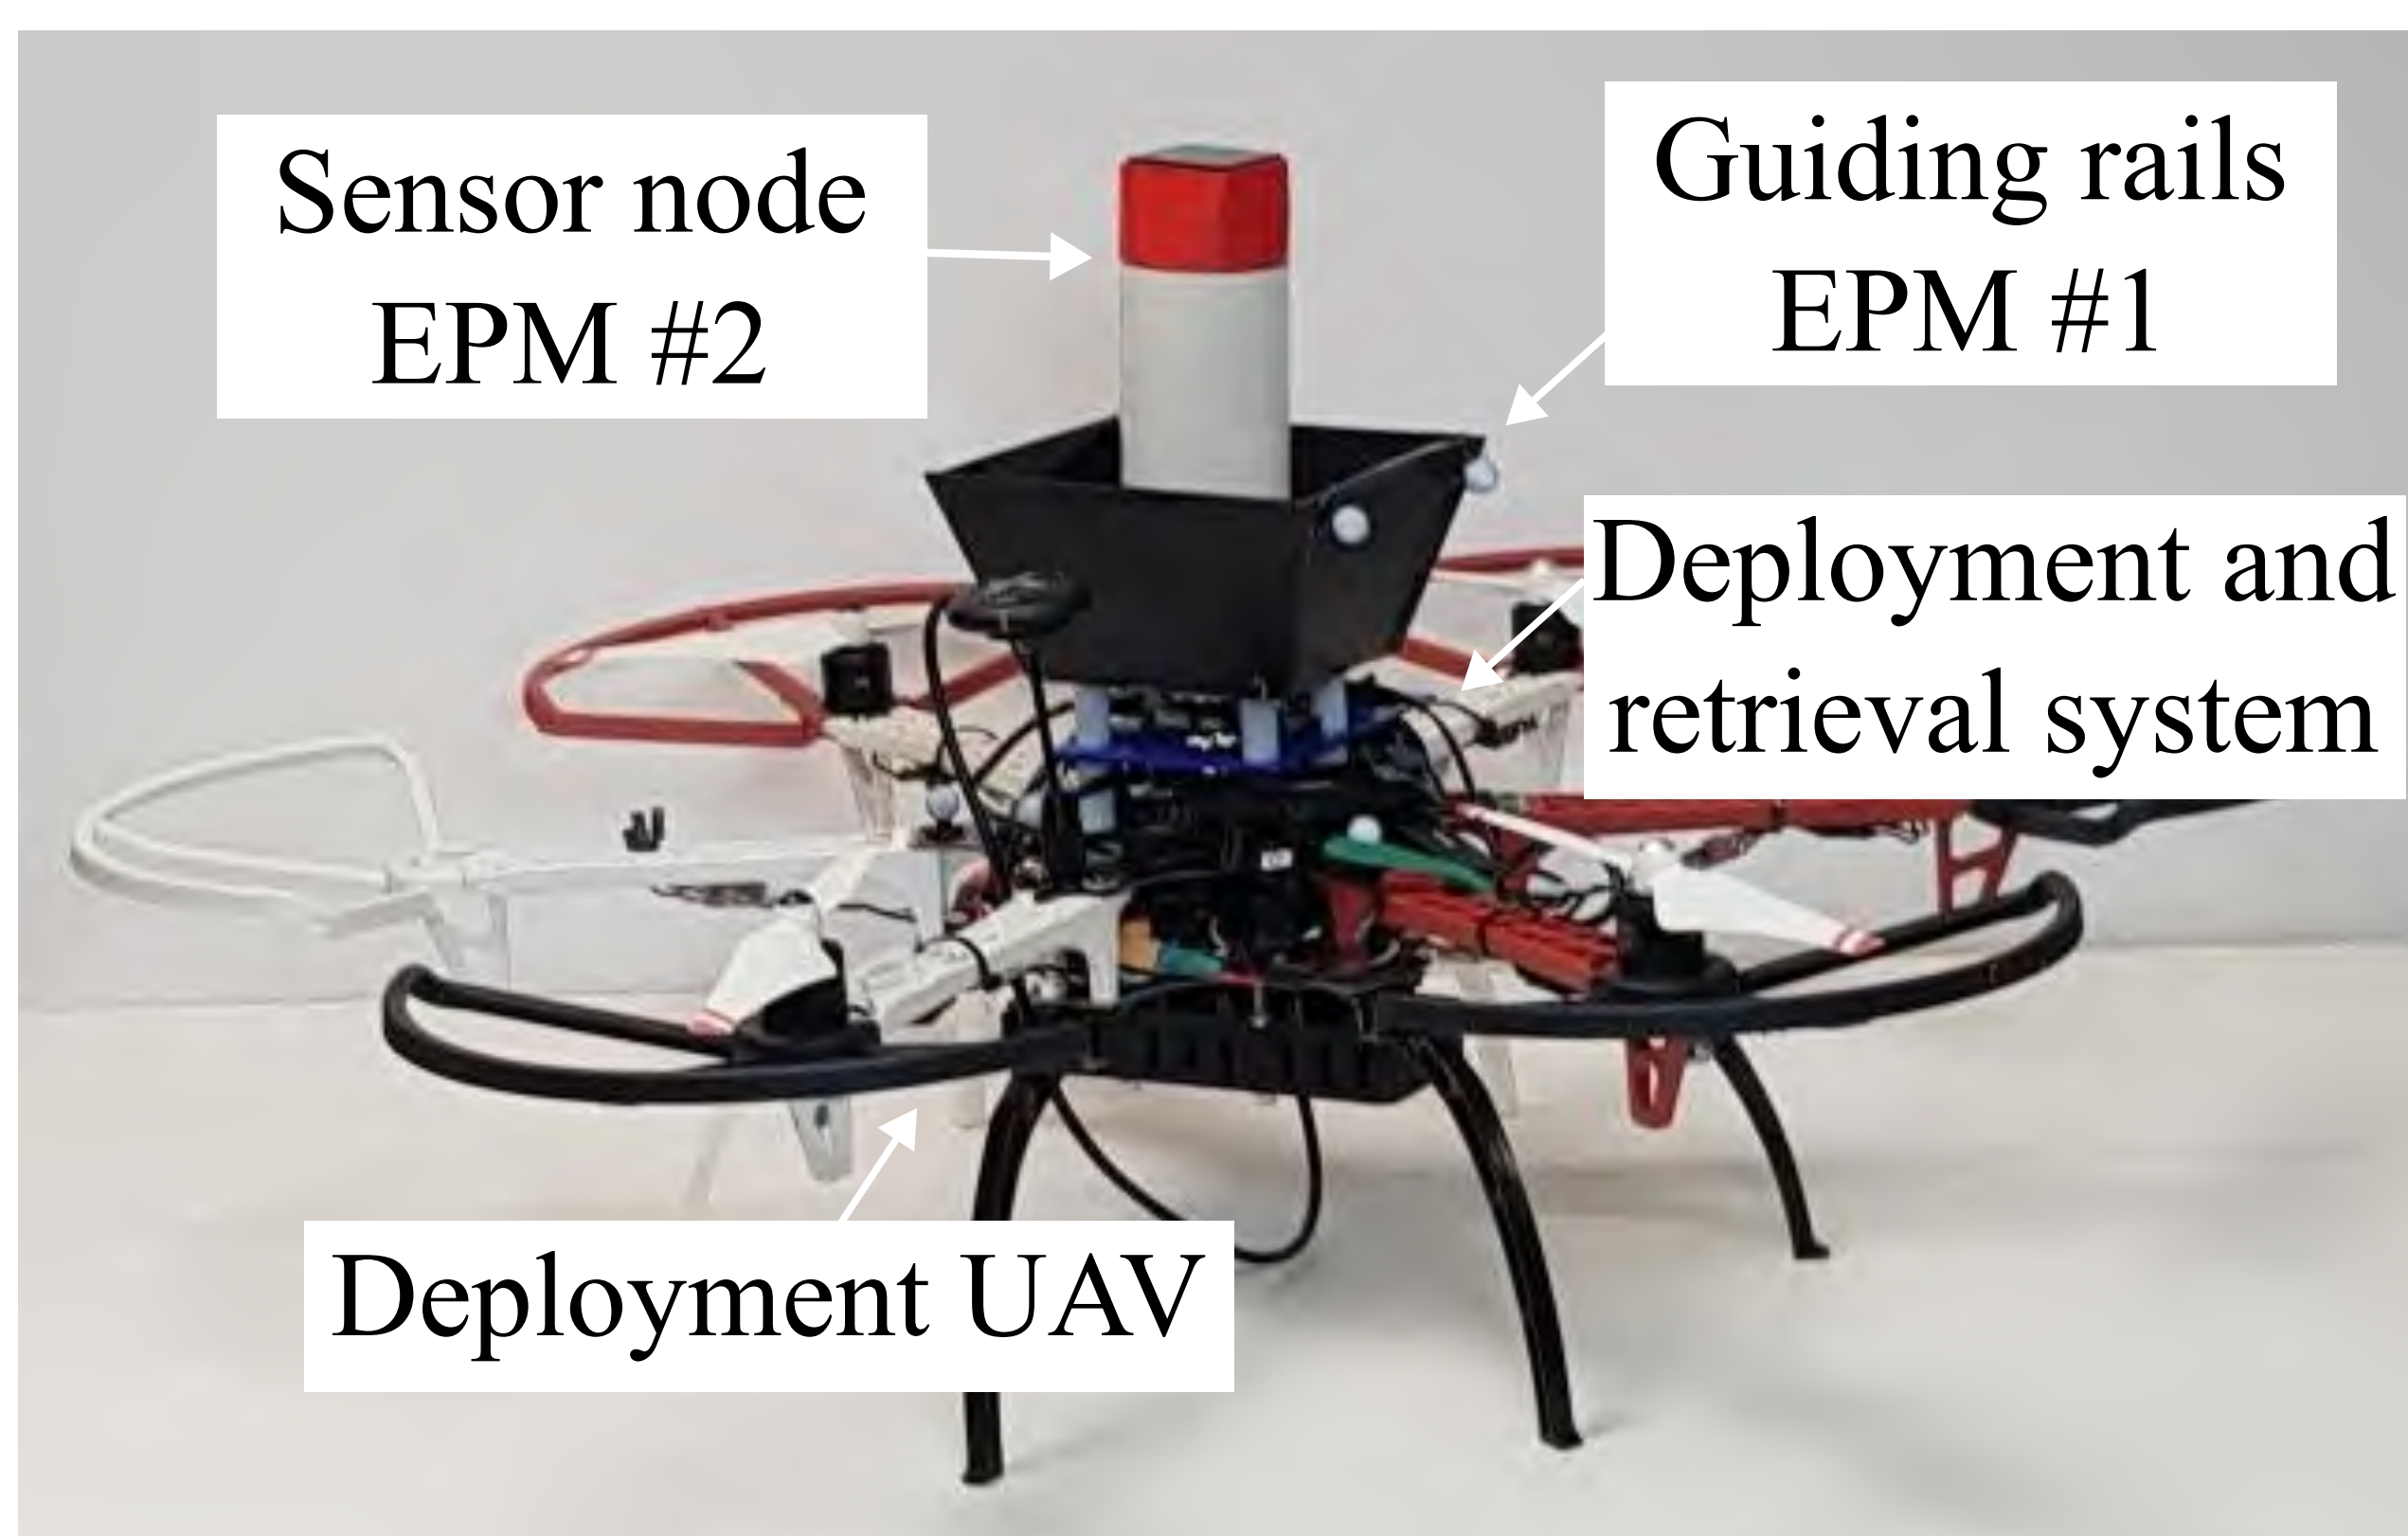 Sensor node
EPM #2
Guiding rails
EPM #1
Deployment and
retrieval system
Deployment UAV